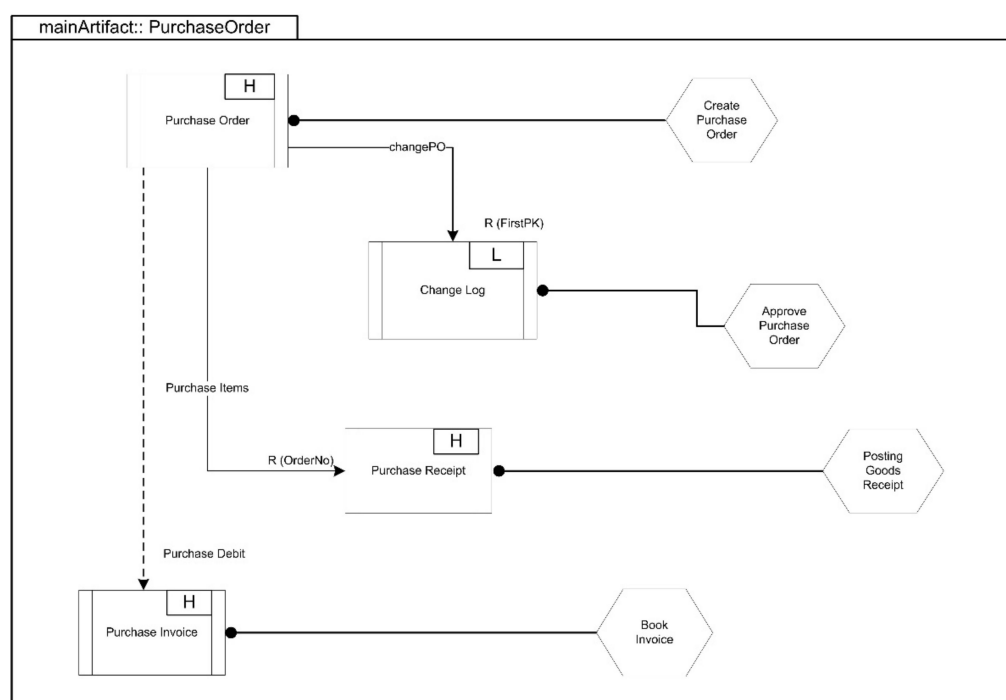 mainArtifact:: PurchaseOrder
H
Purchase Order
Create
Purchase
Order
changePO
R (FirstPK)
L
Change Log
Approve
Purchase
Order
Purchase Items
H
R (OrderNo)
Purchase Receipt
Posting
Goods
Receipt
Purchase Debit
H
Purchase Invoice
Book
Invoice